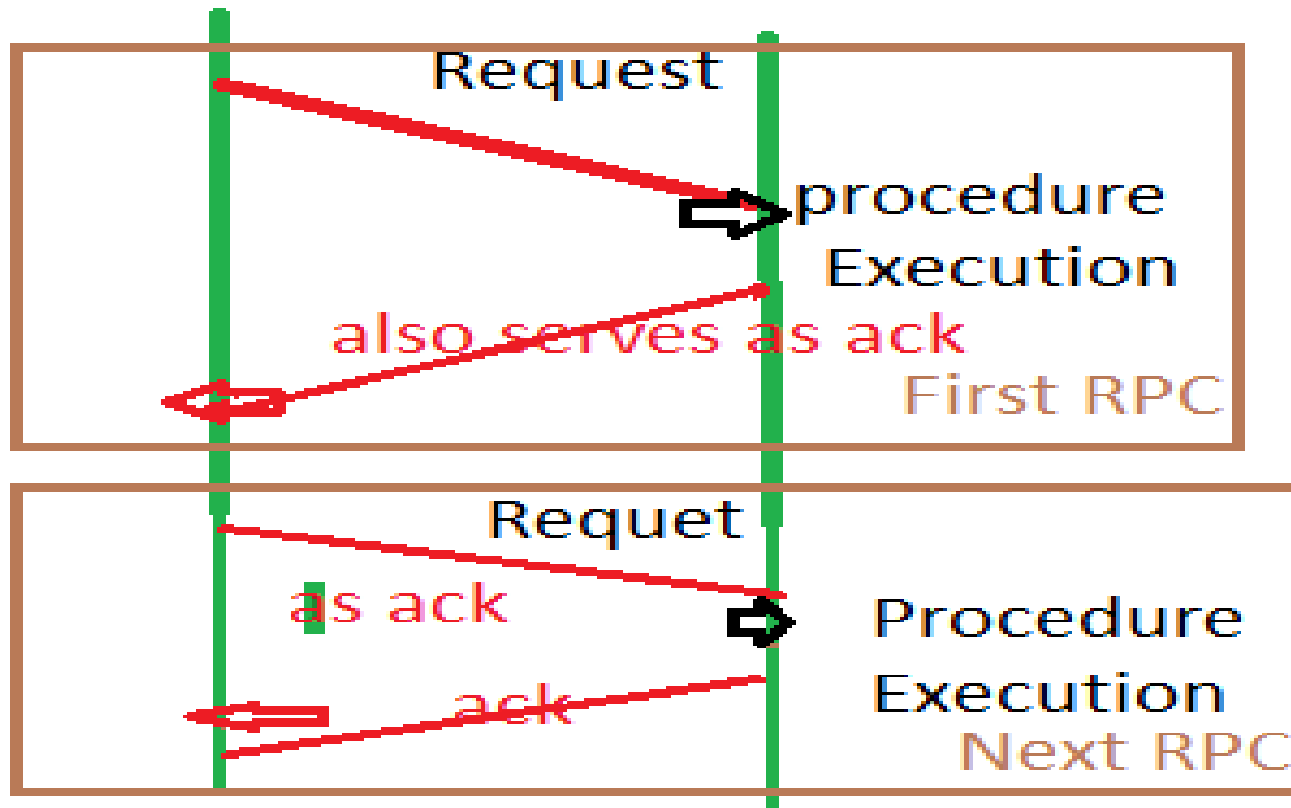 Request
procedure
Execution
also serves as ack
First RPC
Requet
as ack
Procedure
Execution
ack
Next RPC